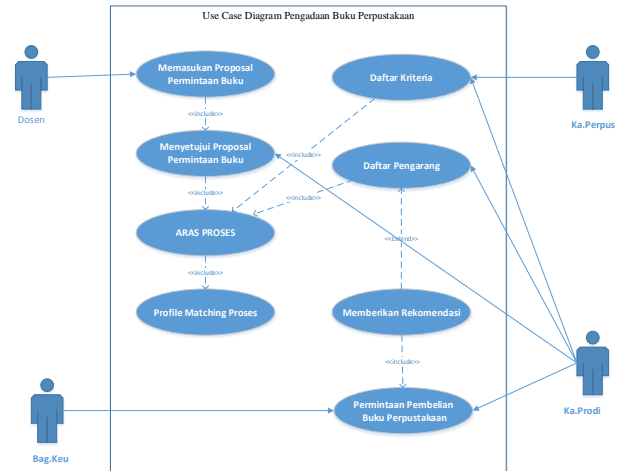 Use Case Diagram Pengadaan Buku Perpustakaan
Memasukan Proposal
Permintaan Buku
Daftar Kriteria
Dosen
Ka.Perpus
<<include>>
Menyetujui Proposal
Permintaan Buku
<<include>>
Daftar Pengarang
<<include>>
<<include>>
ARAS PROSES
<<Extend>>
<<include>>
Profile Matching Proses
Memberikan Rekomendasi
<<include>>
Permintaan Pembelian
Buku Perpustakaan
Ka.Prodi
Bag.Keu